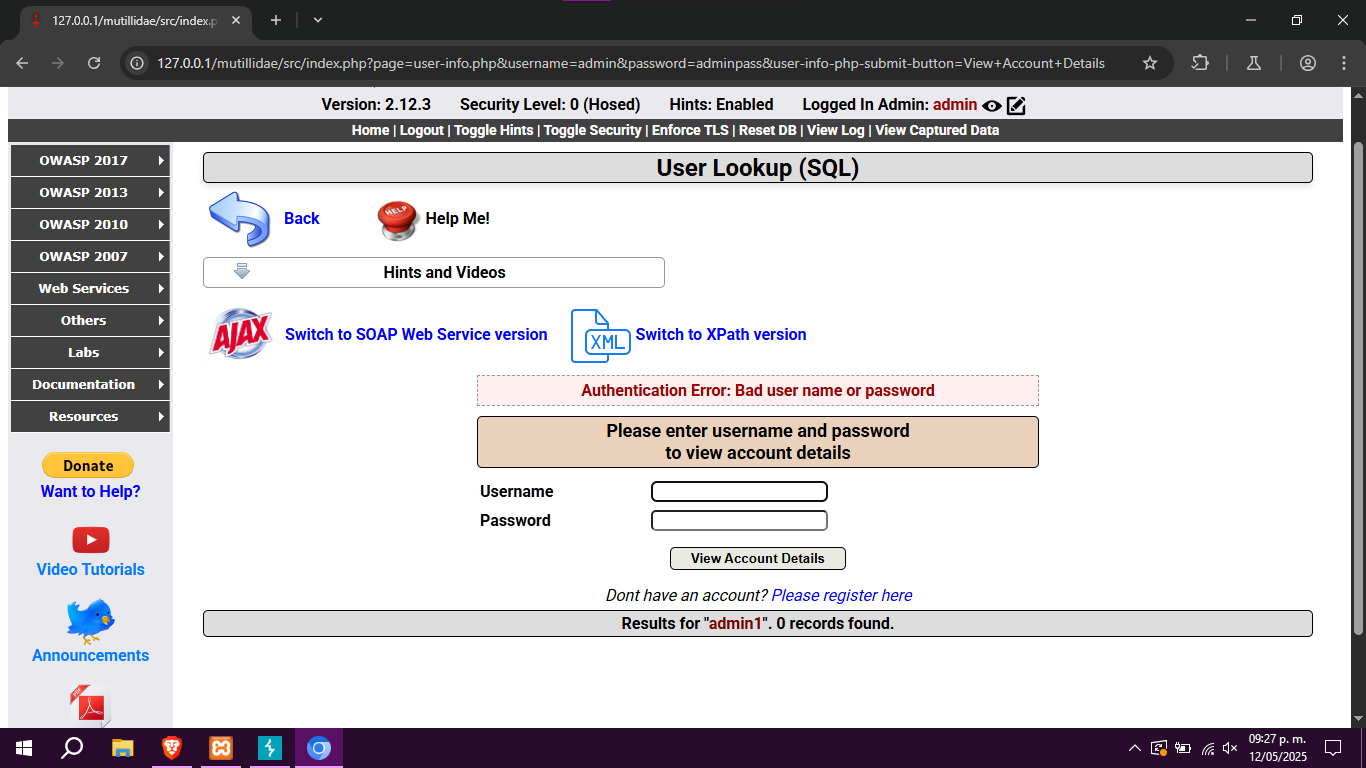 127.0.0.1/mutillidae/src/index.p
127.0.0.1/mutillidae/src/index.php?page=user-info.php&username=admin&password=adminpass&user-info-php-submit-button=View+Account+Details
Version: 2.12.3 Security Level: 0 (Hosed) Hints: Enabled Logged In Admin: admin
Home | Logout | Toggle Hints | Toggle Security | Enforce TLS | Reset DB | View Log | View Captured Data
OWASP 2017
OWASP 2013
OWASP 2010
OWASP 2007
Web Services
Others
Labs
Documentation
Resources
Donate
Want to Help?
Video Tutorials
Announcements
PDF
User Lookup (SQL)
Back
HELP
Help Me!
Hints and Videos
AJAX
Switch to SOAP Web Service version
XML
Switch to XPath version
Authentication Error: Bad user name or password
Please enter username and password
to view account details
Username
Password
View Account Details
Dont have an account? Please register here
Results for "admin1". 0 records found.
09:27 p. m.
12/05/2025